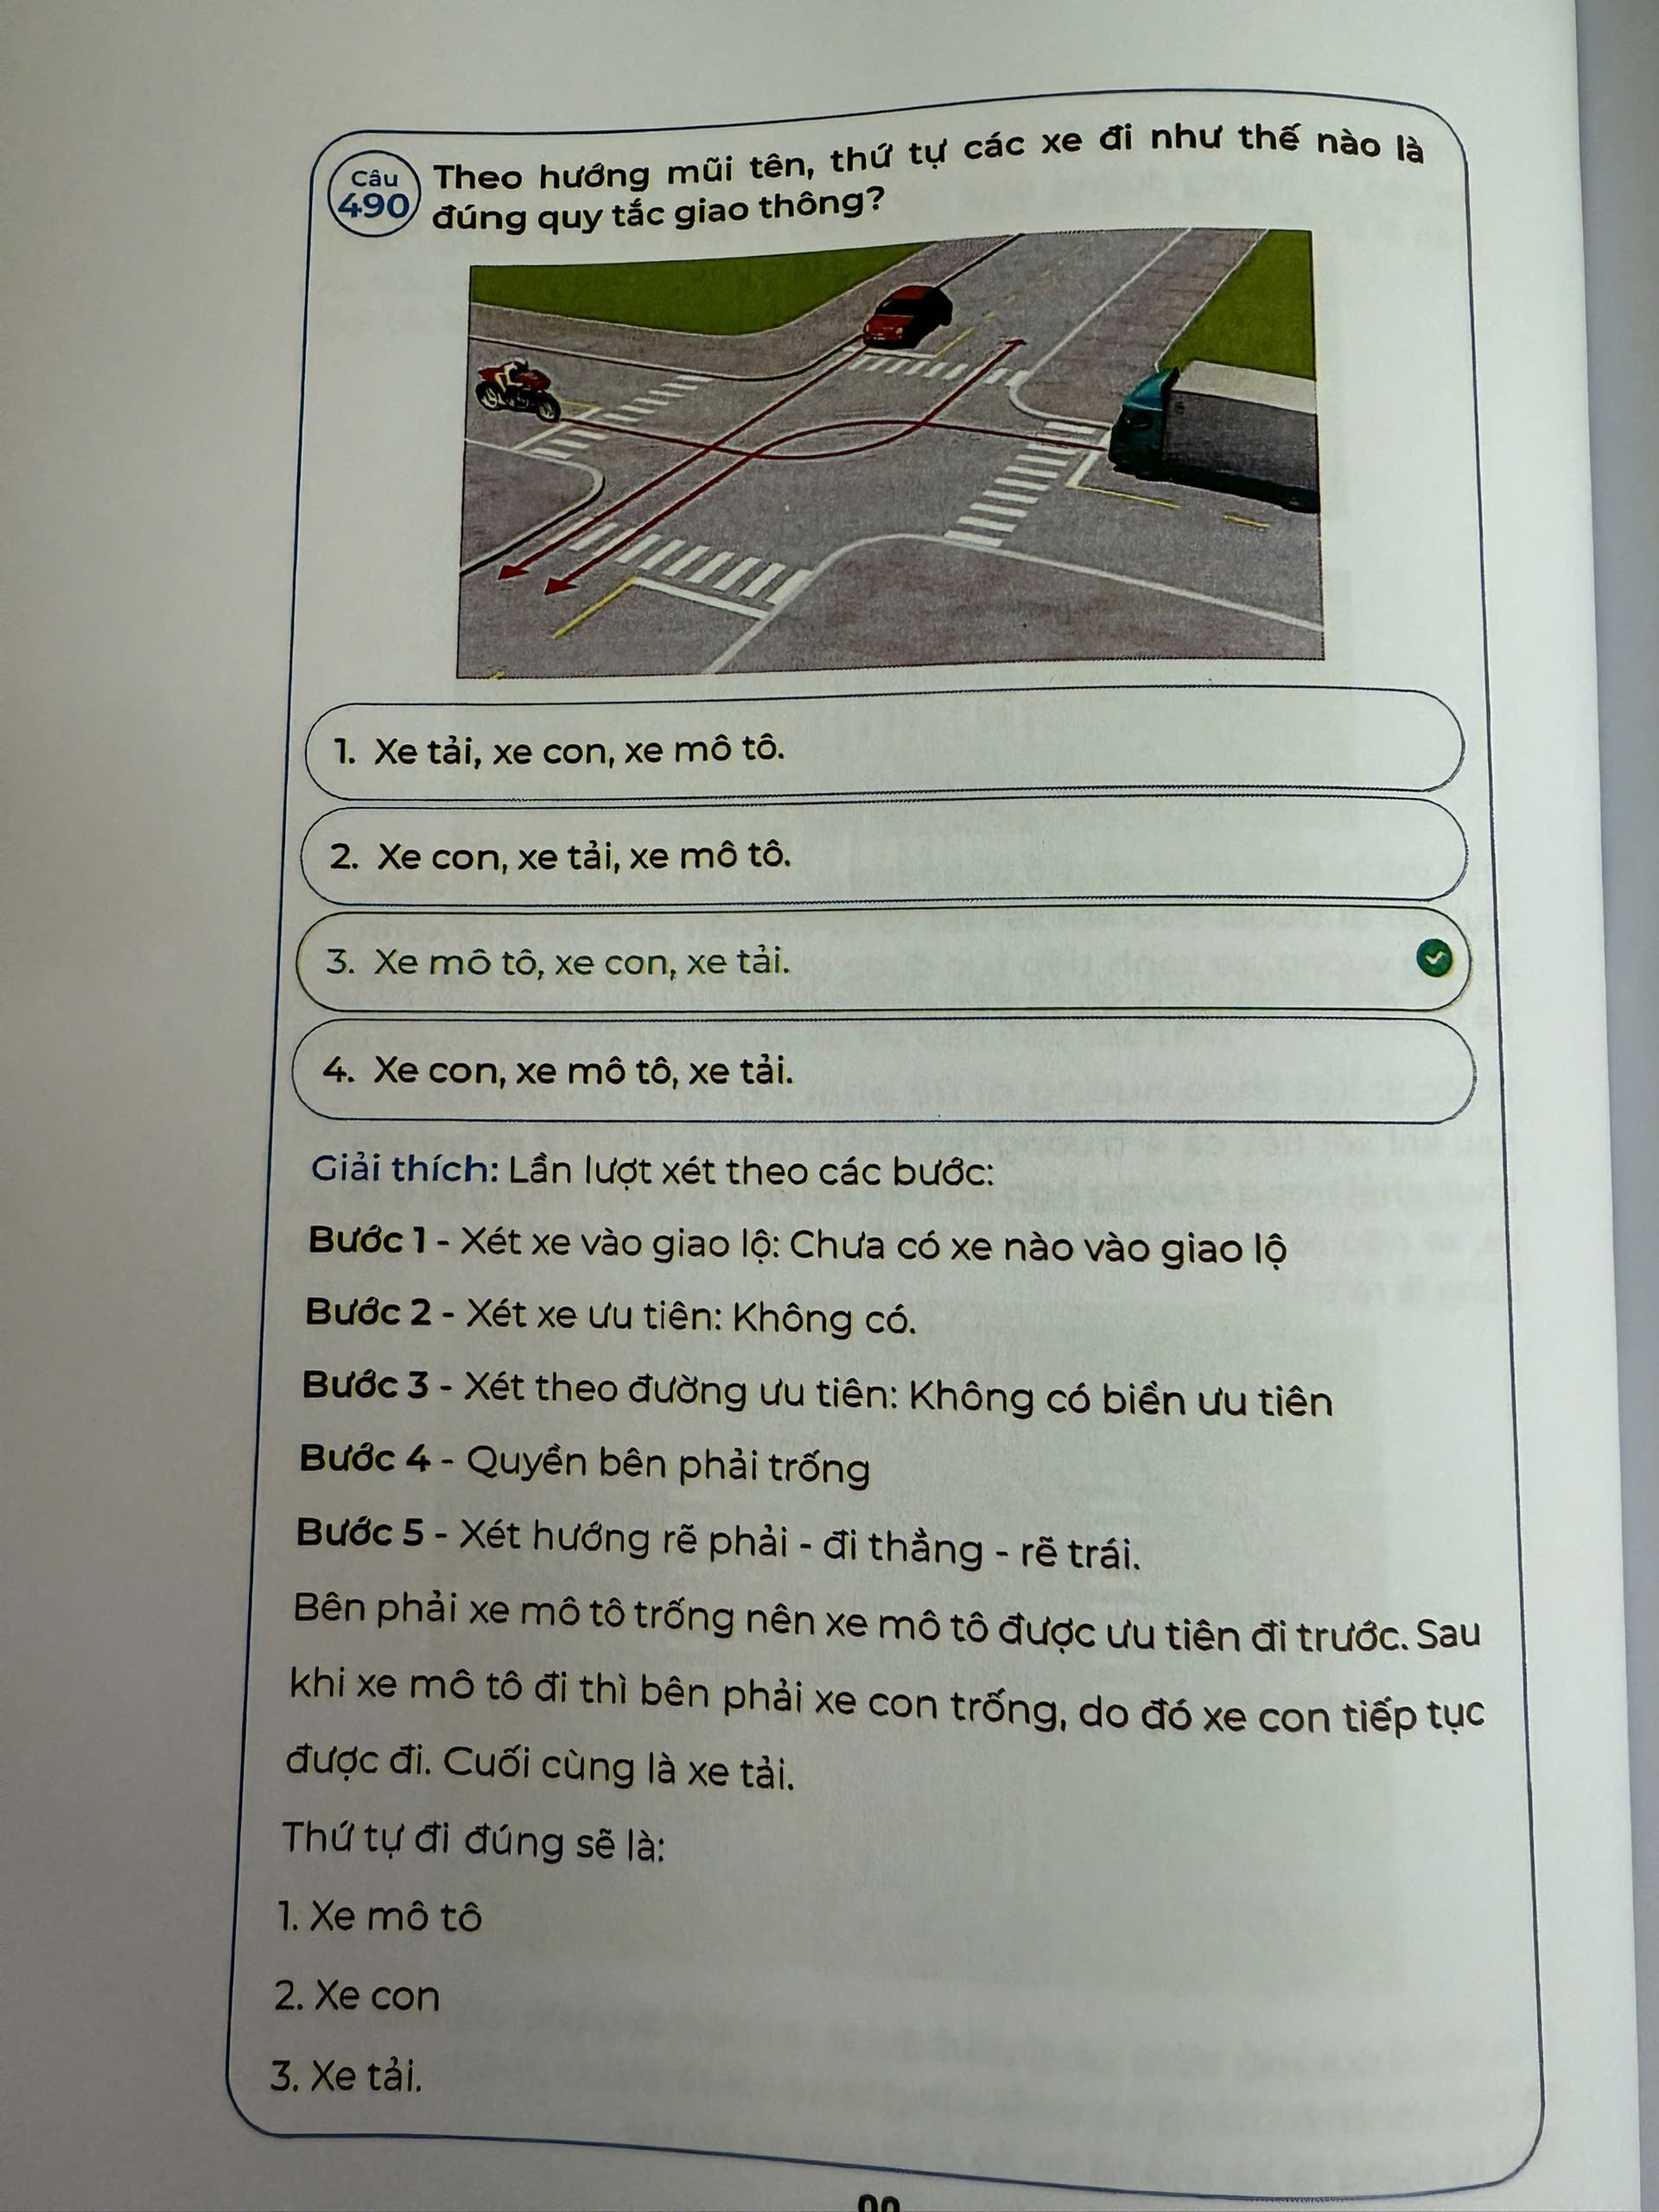 Câu
490
Theo hướng mũi tên, thứ tự các xe đi như thế nào là
đúng quy tắc giao thông?
1. Xe tải, xe con, xe mô tô.
2. Xe con, xe tải, xe mô tô.
3. Xe mô tô, xe con, xe tải.
4. Xe con, xe mô tô, xe tải.
Giải thích: Lần lượt xét theo các bước:
Bước 1 - Xét xe vào giao lộ: Chưa có xe nào vào giao lộ
Bước 2 - Xét xe ưu tiên: Không có.
Bước 3 - Xét theo đường ưu tiên: Không có biển ưu tiên
Bước 4 - Quyền bên phải trống
Bước 5 - Xét hướng rẽ phải - đi thẳng - rẽ trái.
Bên phải xe mô tô trống nên xe mô tô được ưu tiên đi trước. Sau
khi xe mô tô đi thì bên phải xe con trống, do đó xe con tiếp tục
được đi. Cuối cùng là xe tải.
Thứ tự đi đúng sẽ là:
1. Xe mô tô
2. Xe con
3. Xe tải.